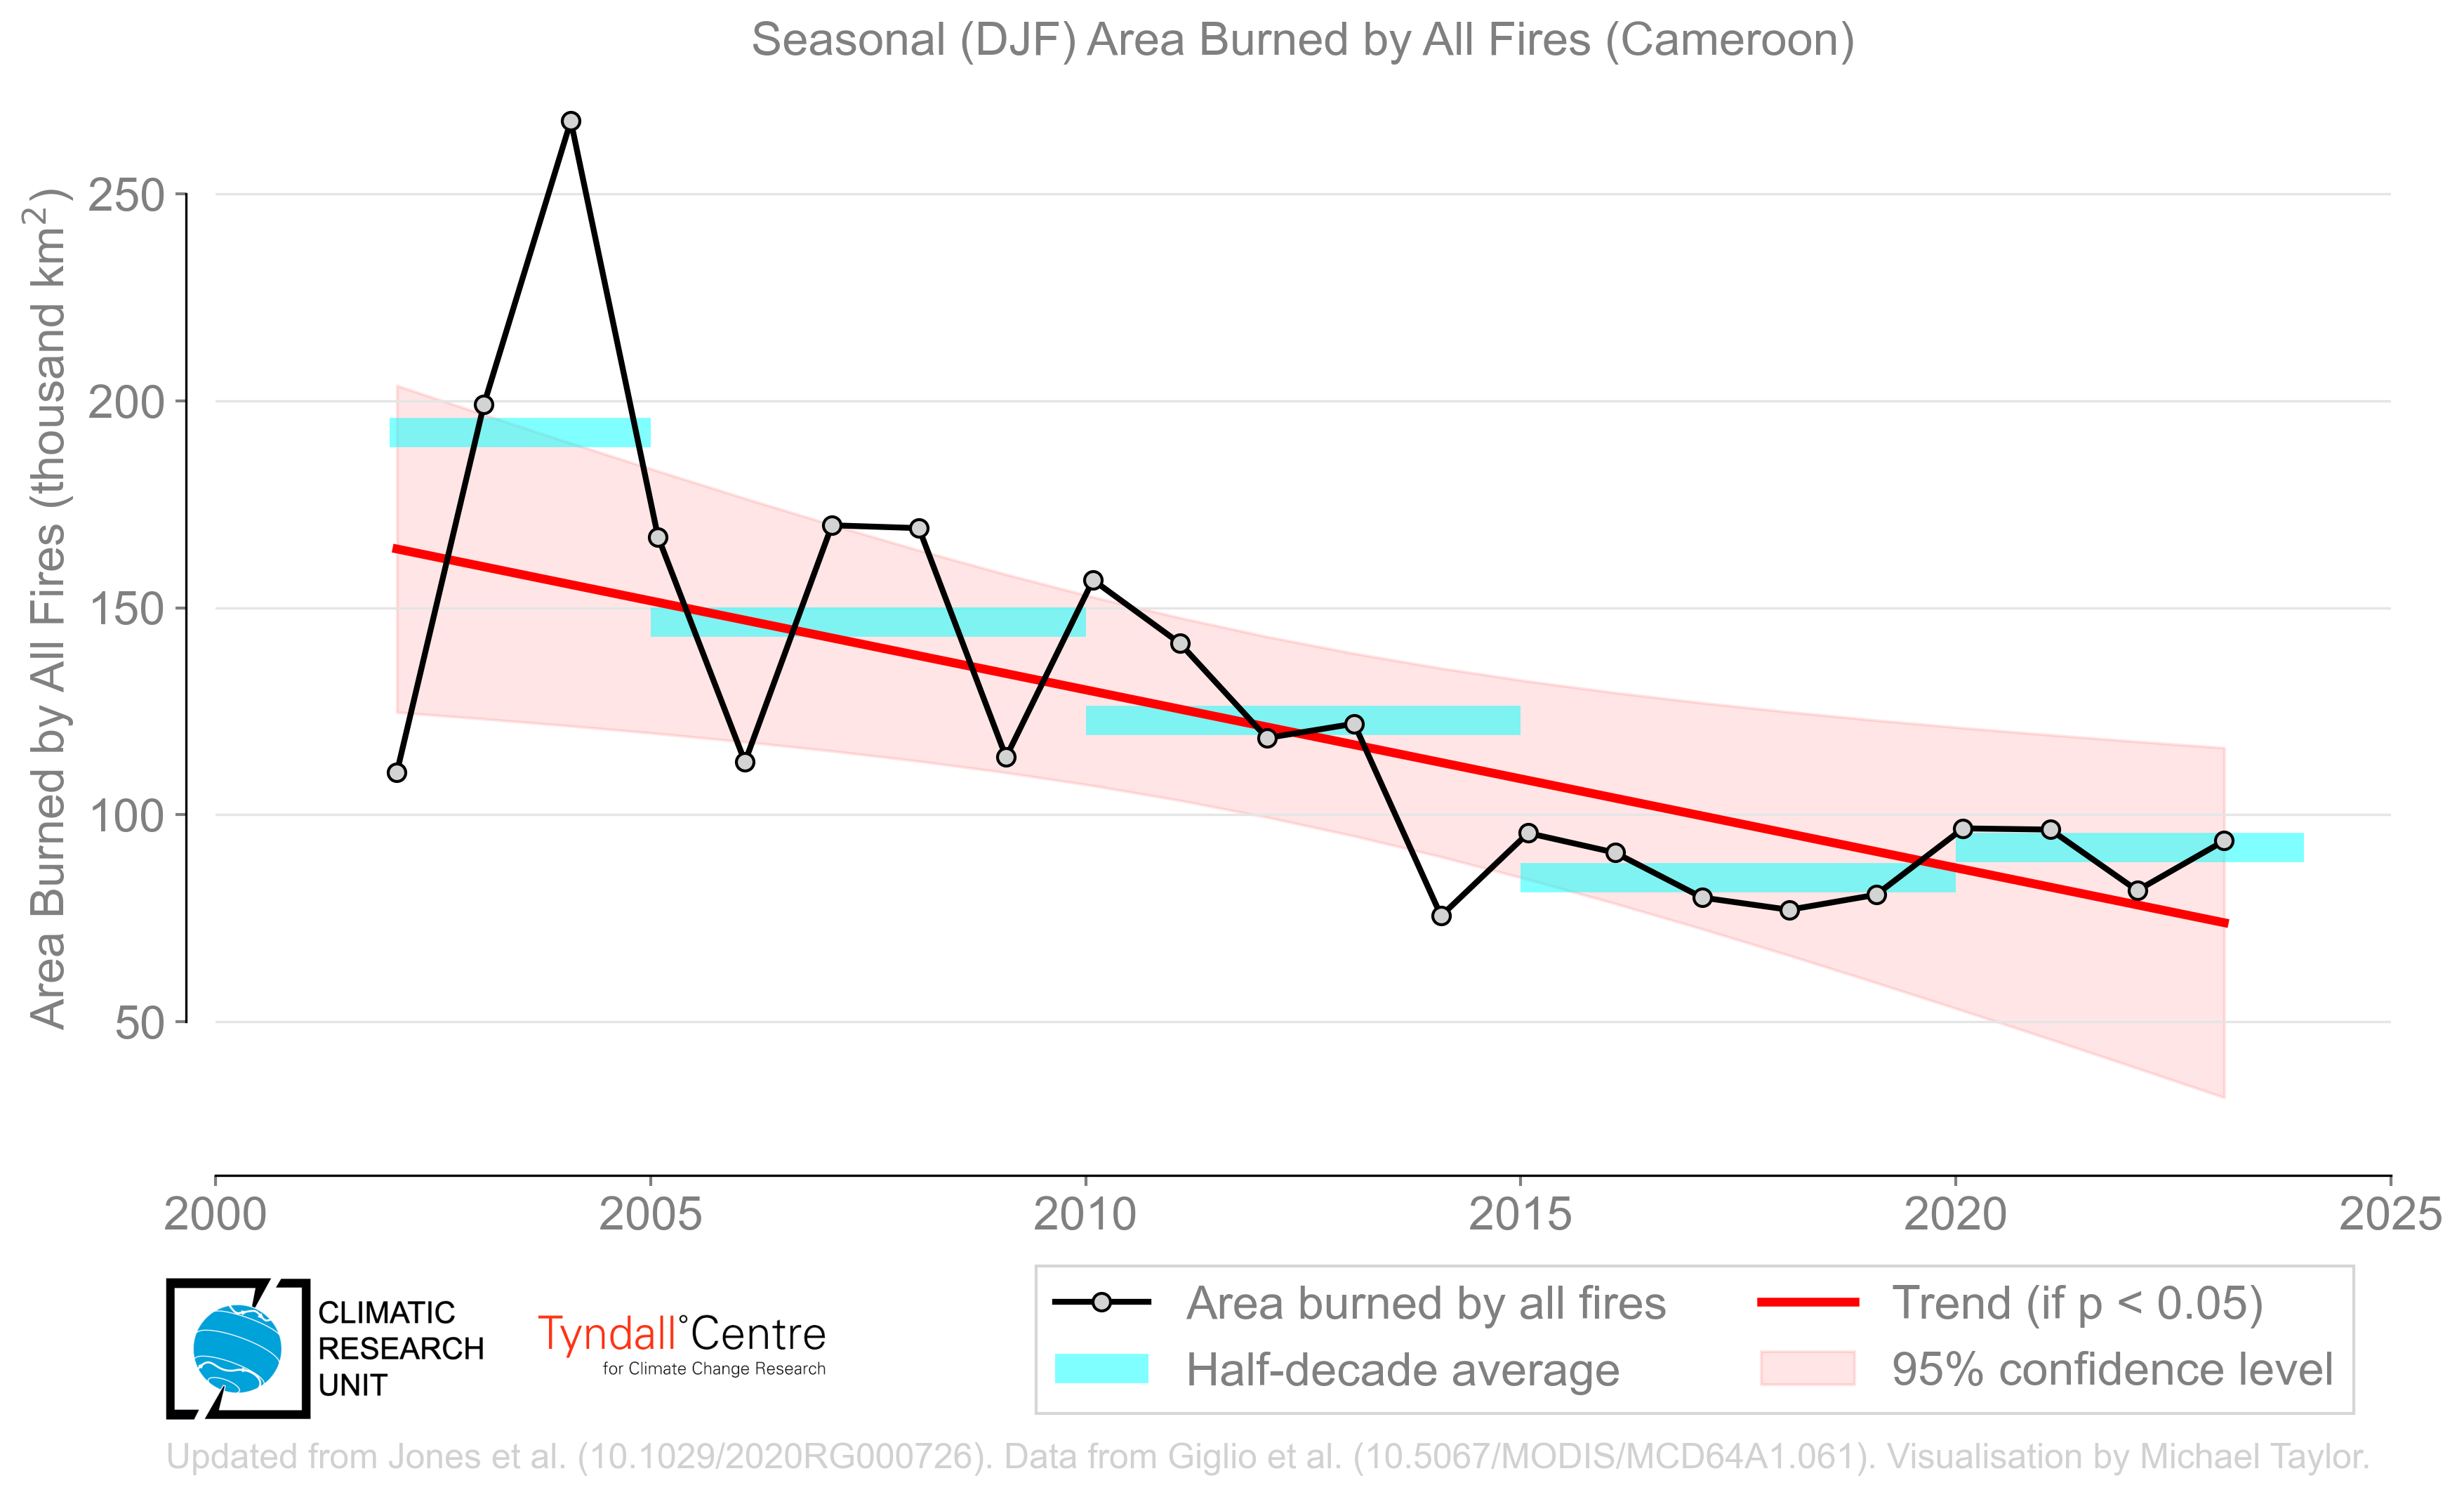 Seasonal (DJF) Area Burned by All Fires (Cameroon)
Area Burned by All Fires (thousand km²)
250
200
150
100
50
2000
2005
2010
2015
2020
2025
Area burned by all fires
Half-decade average
Trend (if p < 0.05)
95% confidence level
CLIMATIC
RESEARCH
UNIT
Tyndall°Centre
for Climate Change Research
Updated from Jones et al. (10.1029/2020RG000726). Data from Giglio et al. (10.5067/MODIS/MCD64A1.061). Visualisation by Michael Taylor.